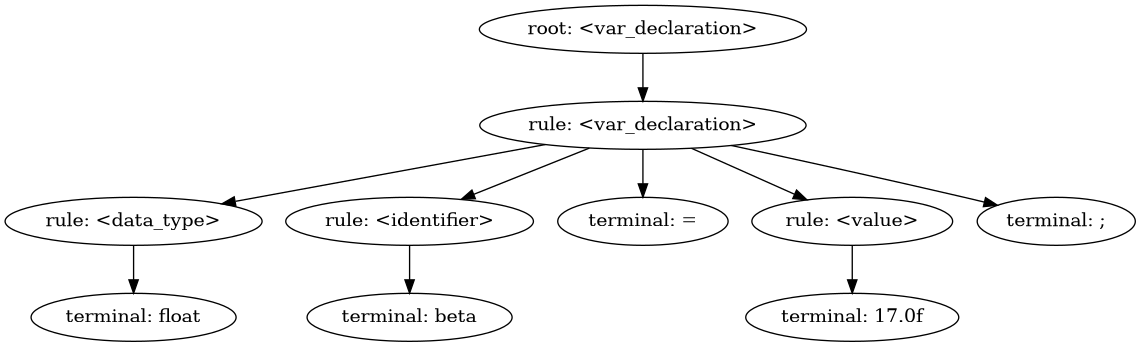 root: <var_declaration>
rule: <var_declaration>
rule: <data_type>
rule: <identifier>
terminal: =
rule: <value>
terminal: ;
terminal: float
terminal: beta
terminal: 17.0f